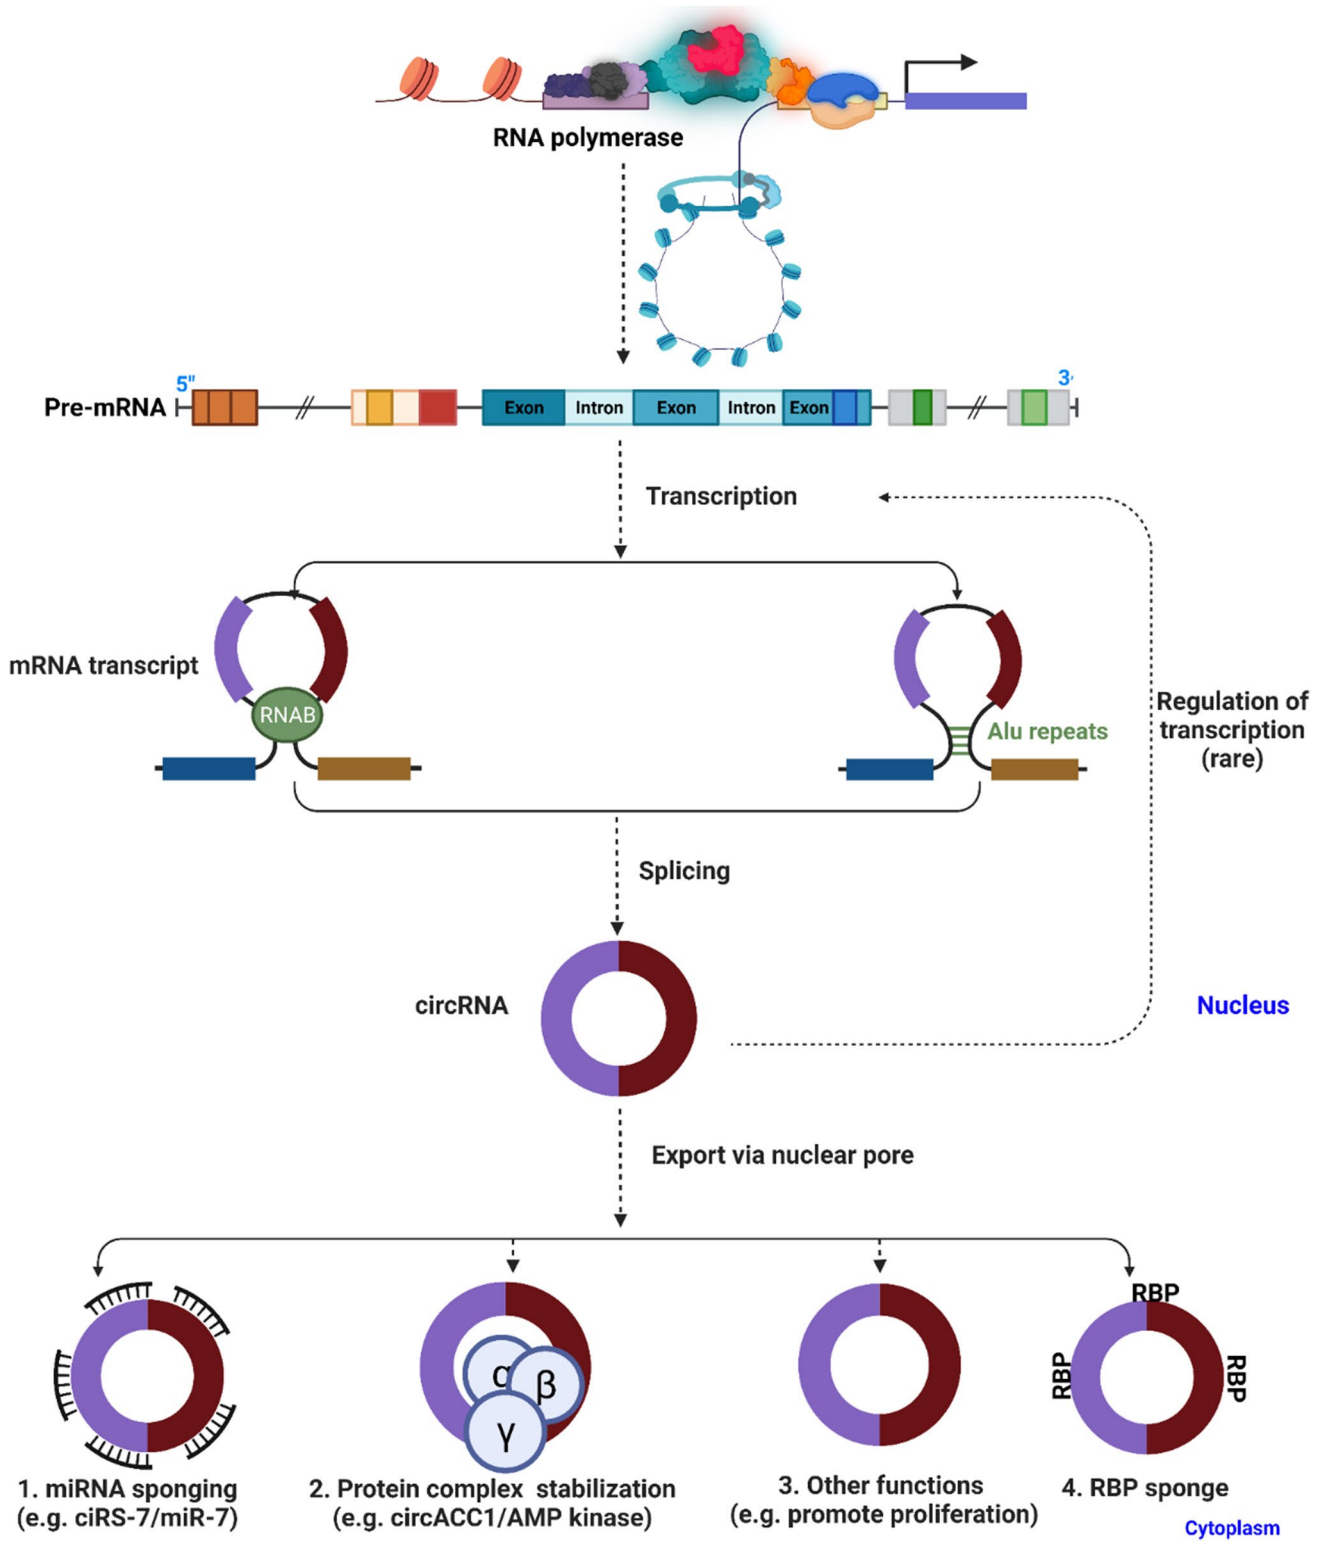 RNA polymerase
5"
3'
Pre-mRNA
Exon
Intron
Exon
Intron
Exon
Transcription
mRNA transcript
RNAB
Alu repeats
Regulation of
transcription
(rare)
Splicing
circRNA
Nucleus
Export via nuclear pore
α
β
γ
RBP
RBP
RBP
1. miRNA sponging
(e.g. ciRS-7/miR-7)
2. Protein complex stabilization
(e.g. circACC1/AMP kinase)
3. Other functions
(e.g. promote proliferation)
4. RBP sponge
Cytoplasm